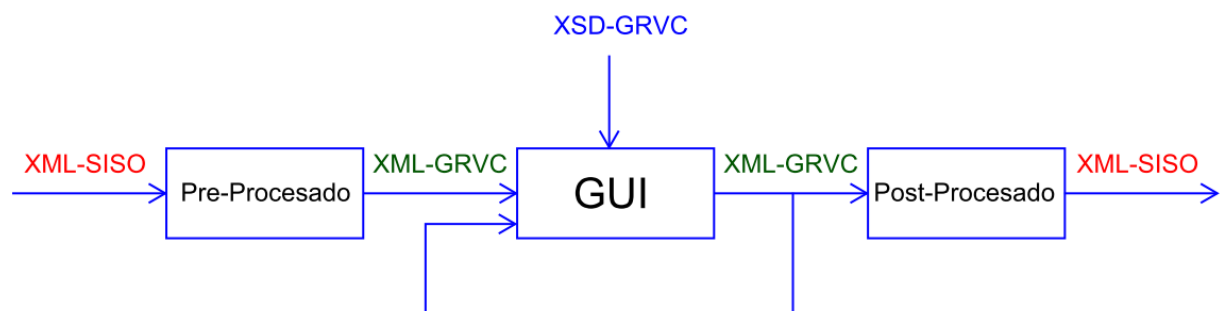 XSD-GRVC
XML-SISO
Pre-Procesado
XML-GRVC
GUI
XML-GRVC
Post-Procesado
XML-SISO